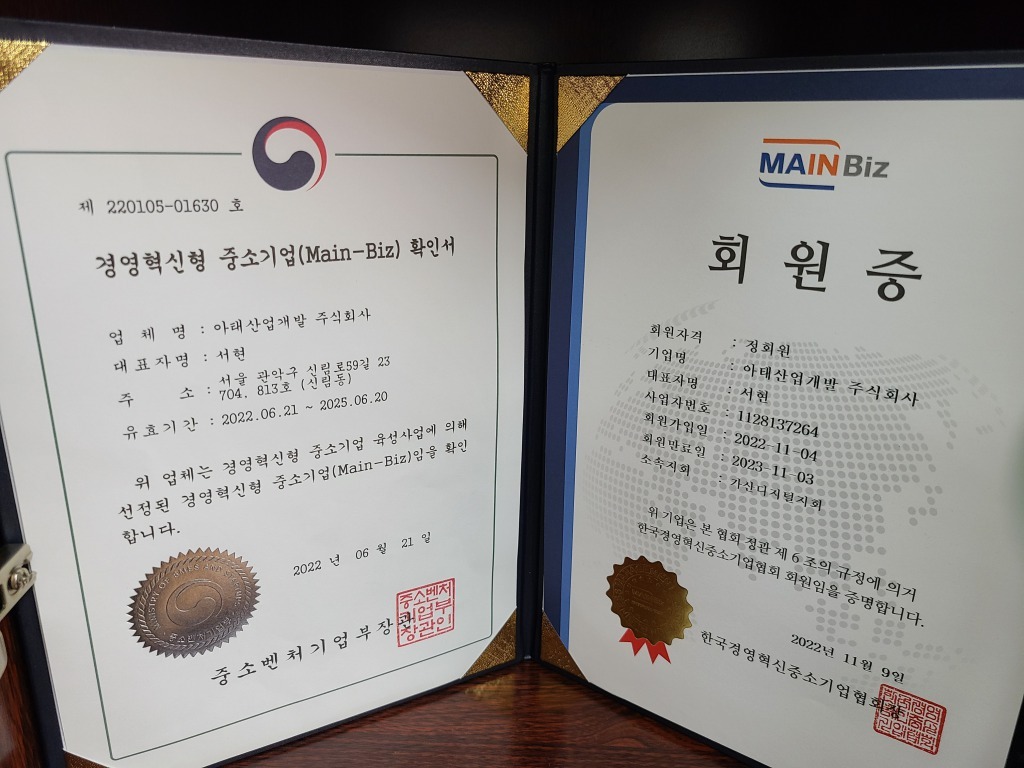 제 220105-01630 호
경영혁신형 중소기업(Main-Biz) 확인서
업 체 명 : 아태산업개발 주식회사
대표자명 : 서현
주 소 : 서울 관악구 신림로59길 23
704, 813호 (신림동)
유효기간 : 2022.06.21 ~ 2025.06.20
위 업체는 경영혁신형 중소기업 육성사업에 의해
선정된 경영혁신형 중소기업(Main-Biz)임을 확인
합니다.
2022 년 06 월 21 일
중소벤처기업부장관
중소벤처
기업부
장관인
MAINBiz
회원증
회원자격 : 정회원
기업명 : 아태산업개발 주식회사
대표자명 : 서현
사업자번호 : 1128137264
회원가입일 : 2022-11-04
회원만료일 : 2023-11-03
소속지회 : 가산디지털지회
위 기업은 본 협회 정관 제 6 조의 규정에 의거
한국경영혁신중소기업협회 회원임을 증명합니다.
2022년 11월 9일
한국경영혁신중소기업협회장